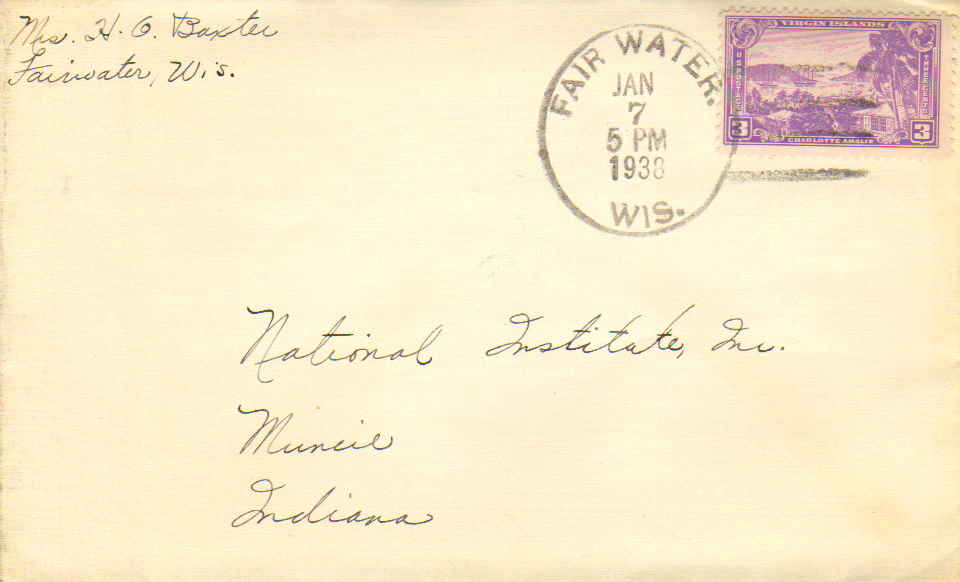 Mrs. H. O. Baxter
Fairwater, Wis.
FAIR WATER.
JAN
7
5 PM
1938
WIS.
VIRGIN ISLANDS
3 3
CHARLOTTE AMALIE
National Institute, Inc.
Muncie
Indiana